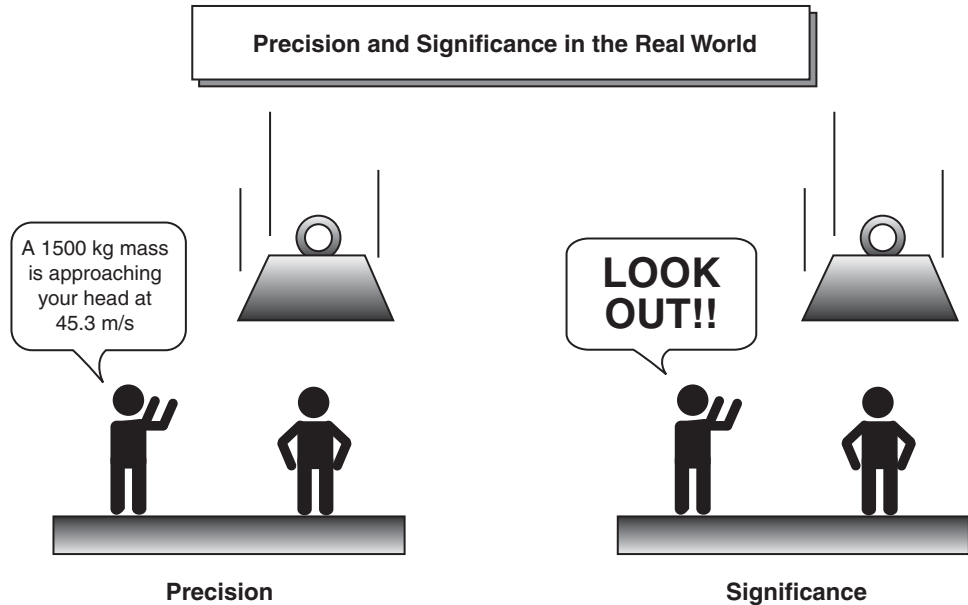 Precision and Significance in the Real World
A 1500 kg mass
is approaching
your head at
45.3 m/s
LOOK
OUT!!
Precision
Significance